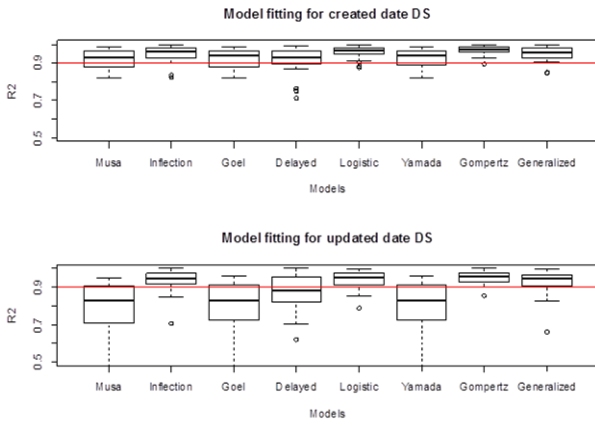 Model fitting for created date DS
R2
0.9
0.7
0.5
Musa Inflection Goel Delayed Logistic Yamada Gompertz Generalized
Models
Model fitting for updated date DS
R2
0.9
0.7
0.5
Musa Inflection Goel Delayed Logistic Yamada Gompertz Generalized
Models